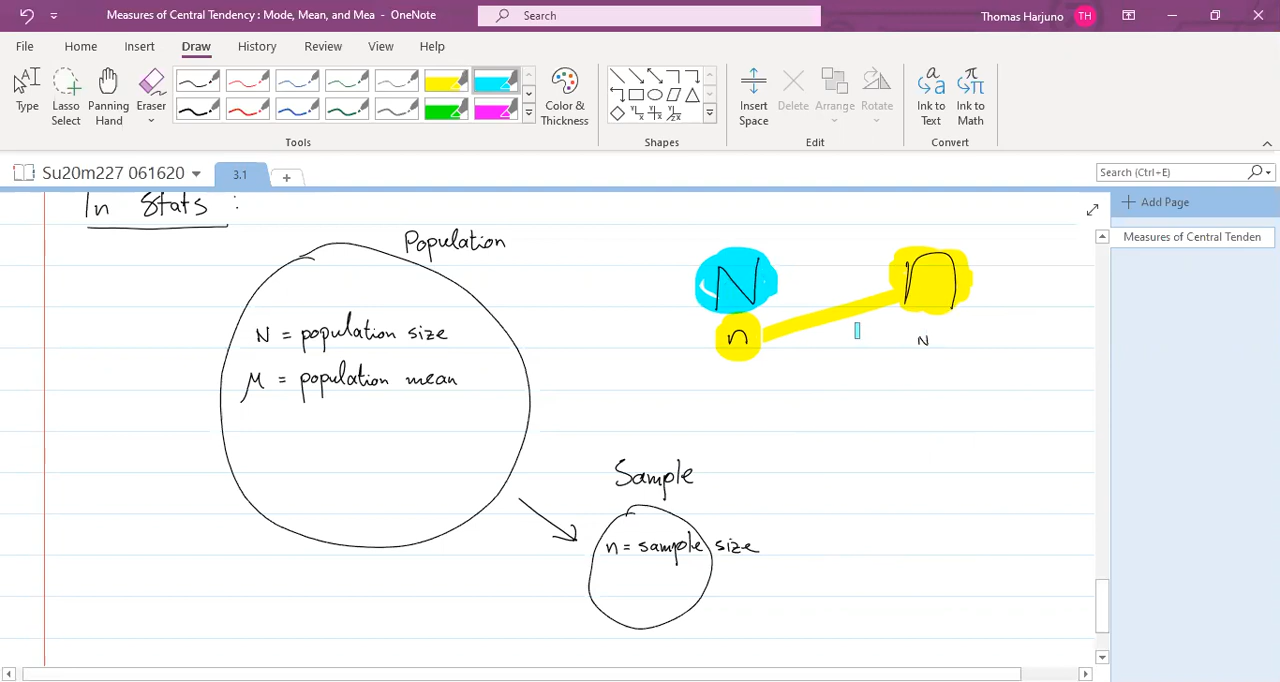 Measures of Central Tendency : Mode, Mean, and Mea - OneNote
Search
Thomas Harjuno
TH
File Home Insert Draw History Review View Help
Type
Lasso Select
Panning Hand
Eraser
Color & Thickness
Insert Space
Delete
Arrange
Rotate
Ink to Text
Ink to Math
Tools
Shapes
Edit
Convert
Su20m227 061620
3.1
Search (Ctrl+E)
Add Page
Measures of Central Tenden
In Stats :
Population
N = population size
μ = population mean
N
n
n
N
Sample
n = sample size